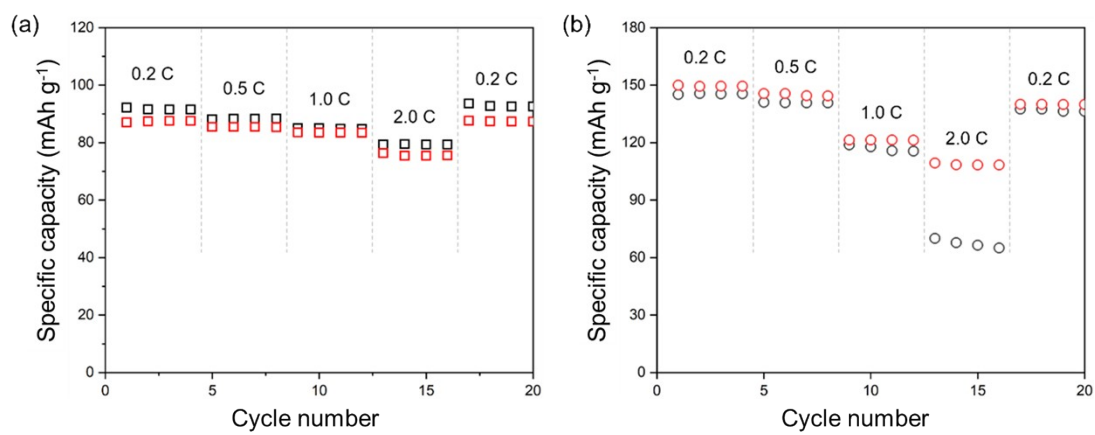 (a)
Specific capacity (mAh g⁻¹)
120
100
80
60
40
20
0
0.2 C
0.5 C
1.0 C
2.0 C
0.2 C
0 5 10 15 20
Cycle number
(b)
Specific capacity (mAh g⁻¹)
180
150
120
90
60
30
0
0.2 C
0.5 C
1.0 C
2.0 C
0.2 C
0 5 10 15 20
Cycle number